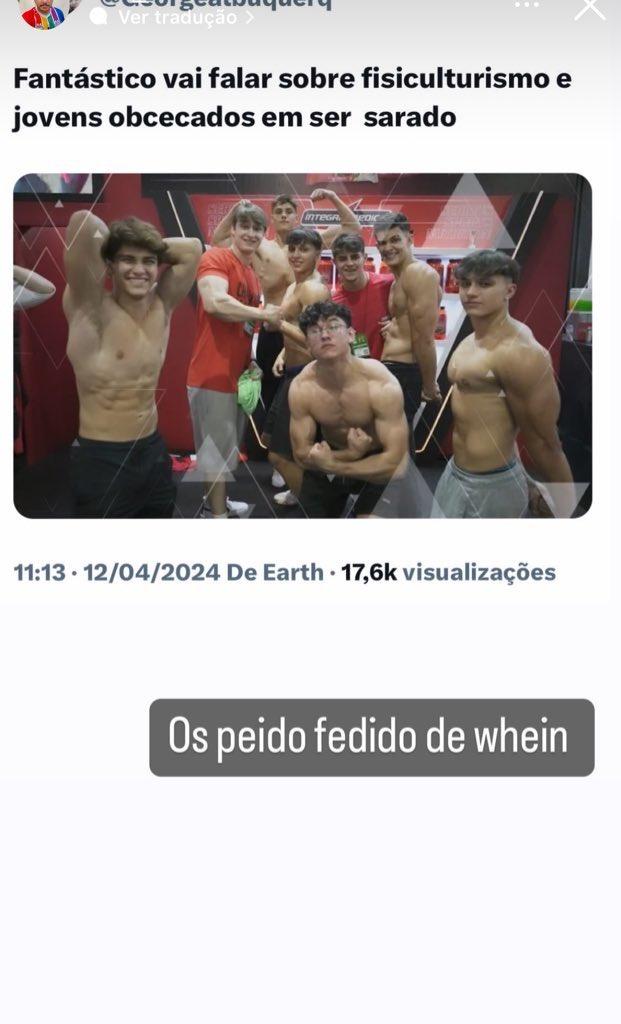 @Georgealbuquerq
Ver tradução
Fantástico vai falar sobre fisiculturismo e
jovens obcecados em ser sarado
11:13 · 12/04/2024 De Earth · 17,6k visualizações
Os peido fedido de whein